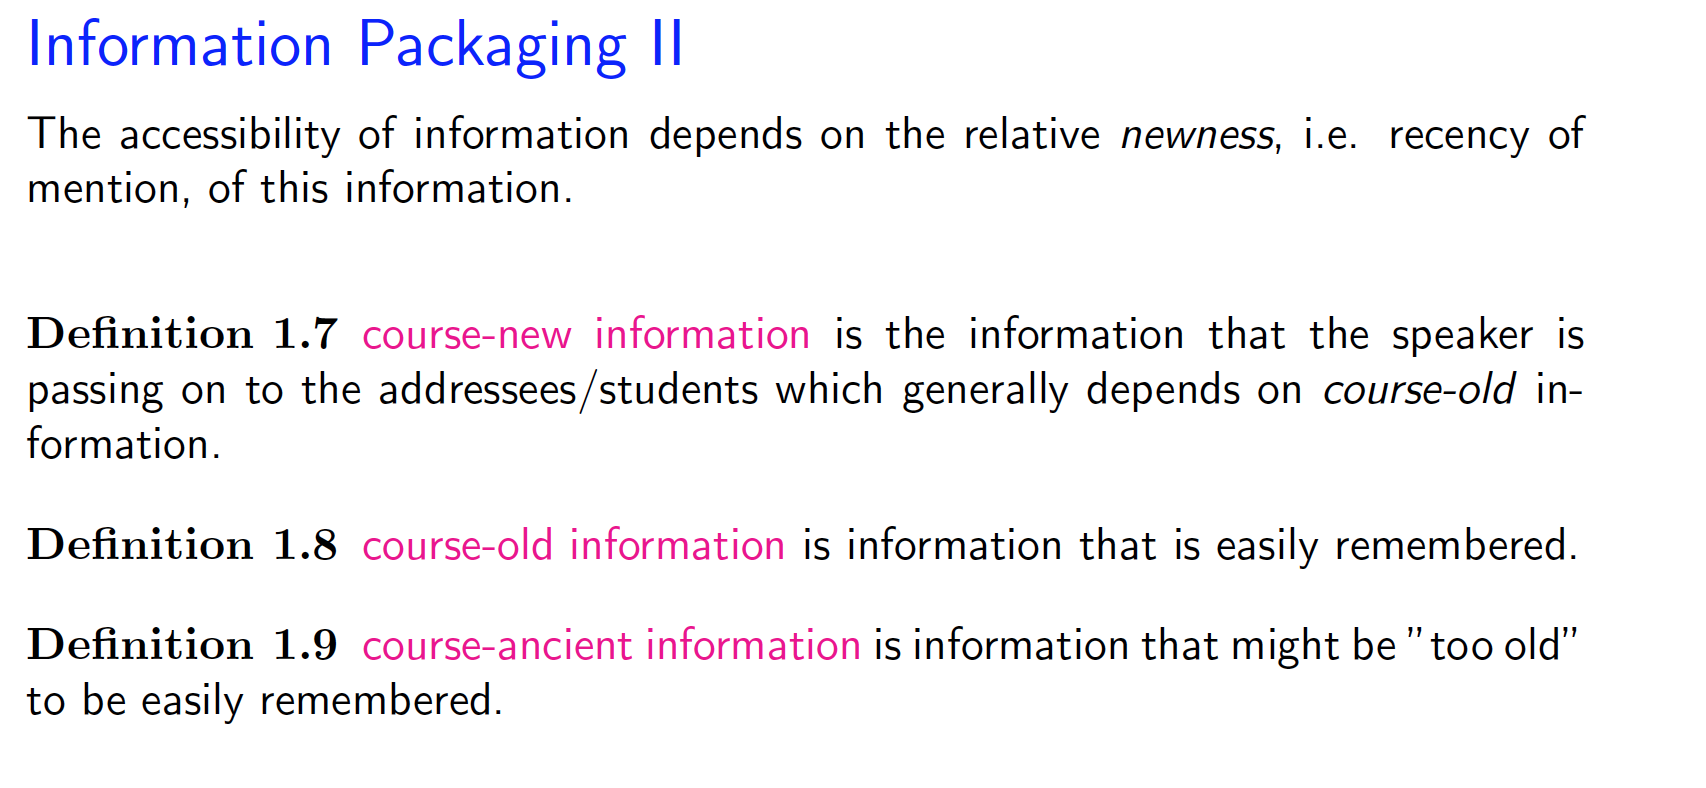 Information Packaging II
The accessibility of information depends on the relative newness, i.e. recency of
mention, of this information.
Definition 1.7 course-new information is the information that the speaker is
passing on to the addressees/students which generally depends on course-old in-
formation.
Definition 1.8 course-old information is information that is easily remembered.
Definition 1.9 course-ancient information is information that might be ”too old”
to be easily remembered.